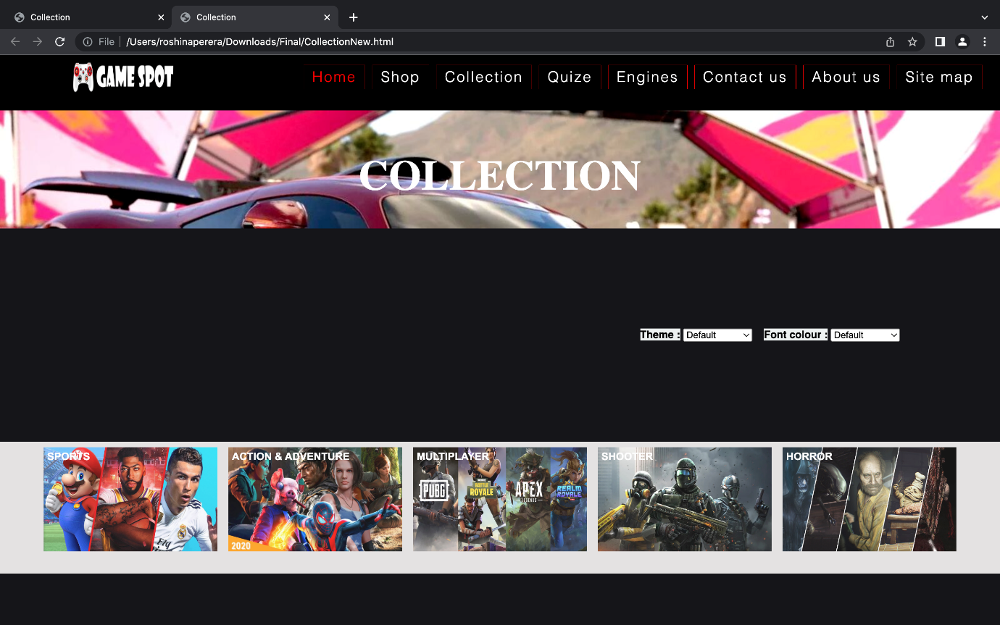 Collection
Collection
File
/Users/roshinaperera/Downloads/Final/CollectionNew.html
GAME SPOT
Home
Shop
Collection
Quize
Engines
Contact us
About us
Site map
COLLECTION
Theme : Default
Font colour : Default
SPORTS
ACTION & ADVENTURE
MULTIPLAYER
SHOOTER
HORROR
PUBG
BATTLE
ROYALE
APEX
LEGENDS
REALM
ROYALE
Fly
2020